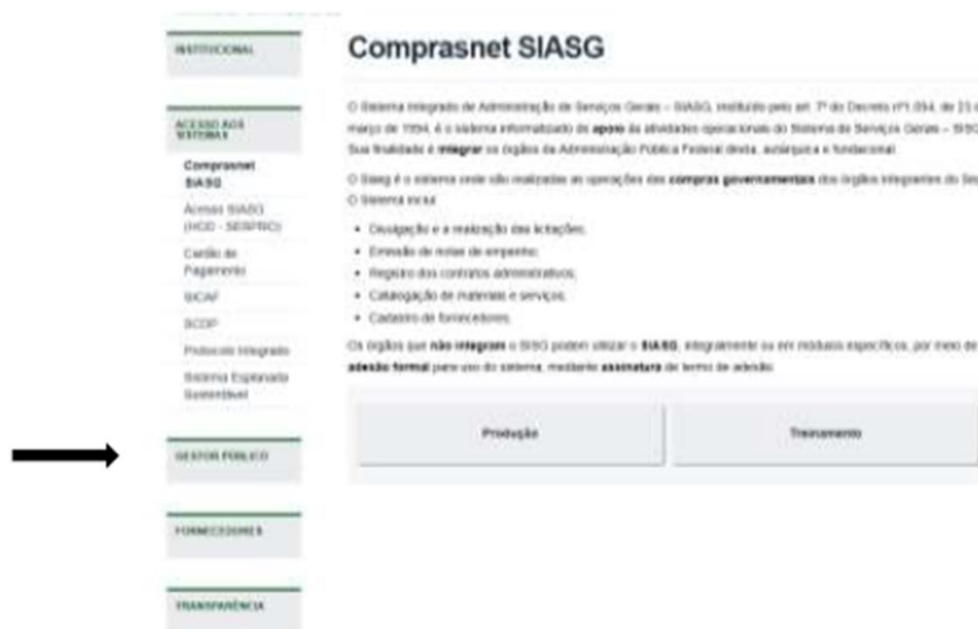 INSTITUCIONAL
ACESSO AOS
SISTEMAS
Comprasnet
SIASG
Acesso SIASG
(HOD - SERPRO)
Cartão de
Pagamento
SICAF
SCDP
Protocolo Integrado
Sistema Esplanada
Sustentável
GESTOR PÚBLICO
FORNECEDORES
TRANSPARÊNCIA
Comprasnet SIASG
O Sistema Integrado de Administração de Serviços Gerais – SIASG, instituído pelo art. 7º do Decreto nº1.094, de 23 d
março de 1994, é o sistema informatizado de apoio às atividades operacionais do Sistema de Serviços Gerais – SISG
Sua finalidade é integrar os órgãos da Administração Pública Federal direta, autárquica e fundacional.
O Siasg é o sistema onde são realizadas as operações das compras governamentais dos órgãos integrantes do
O Sistema inclui:
• Divulgação e a realização das licitações;
• Emissão de notas de empenho;
• Registro dos contratos administrativos;
• Catalogação de materiais e serviços;
• Cadastro de fornecedores.
Os órgãos que não integram o SISG podem utilizar o SIASG, integralmente ou em módulos específicos, por meio de
adesão formal para uso do sistema, mediante assinatura de termo de adesão.
Produção
Treinamento